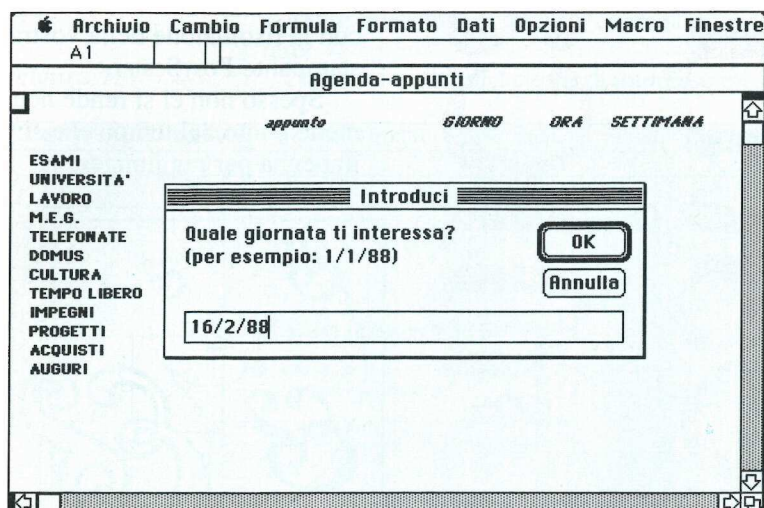 Archivio Cambio Formula Formato Dati Opzioni Macro Finestre
A1
Agenda-appunti
appunto GIORNO ORA SETTIMANA
ESAMI
UNIVERSITA'
LAVORO
M.E.G.
TELEFONATE
DOMUS
CULTURA
TEMPO LIBERO
IMPEGNI
PROGETTI
ACQUISTI
AUGURI
Introduci
Quale giornata ti interessa?
(per esempio: 1/1/88)
OK
Annulla
16/2/88